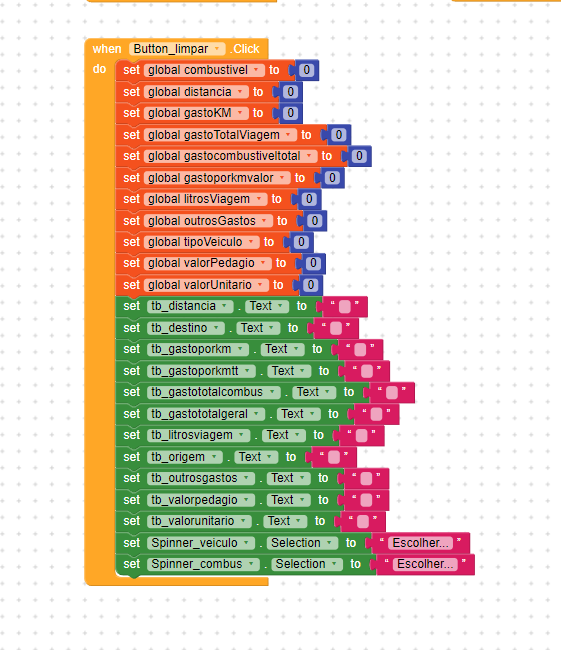 when Button_limpar .Click
do set global combustivel to 0
set global distancia to 0
set global gastoKM to 0
set global gastoTotalViagem to 0
set global gastocombustiveltotal to 0
set global gastoporkmvalor to 0
set global litrosViagem to 0
set global outrosGastos to 0
set global tipoVeiculo to 0
set global valorPedagio to 0
set global valorUnitario to 0
set tb_distancia . Text to “ ”
set tb_destino . Text to “ ”
set tb_gastoporkm . Text to “ ”
set tb_gastoporkmtt . Text to “ ”
set tb_gastototalcombus . Text to “ ”
set tb_gastototalgeral . Text to “ ”
set tb_litrosviagem . Text to “ ”
set tb_origem . Text to “ ”
set tb_outrosgastos . Text to “ ”
set tb_valorpedagio . Text to “ ”
set tb_valorunitario . Text to “ ”
set Spinner_veiculo . Selection to “ Escolher... ”
set Spinner_combus . Selection to “ Escolher... ”